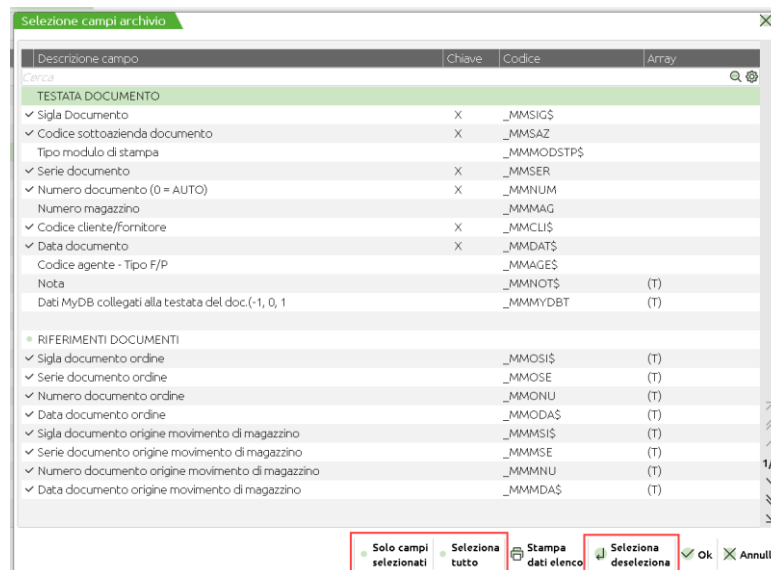 Selezione campi archivio
Descrizione campo Chiave Codice Array
Cerca
TESTATA DOCUMENTO
Sigla Documento X _MMSIG$
Codice sottoazienda documento X _MMSAZ
Tipo modulo di stampa _MMMODSTP$
Serie documento X _MMSER
Numero documento (0 = AUTO) X _MMNUM
Numero magazzino _MMMAG
Codice cliente/fornitore X _MMCLI$
Data documento X _MMDAT$
Codice agente - Tipo F/P _MMAGE$
Nota _MMNOT$ (T)
Dati MyDB collegati alla testata del doc.(-1, 0, 1 _MMMYDBT (T)
RIFERIMENTI DOCUMENTI
Sigla documento ordine _MMOSI$ (T)
Serie documento ordine _MMOSE (T)
Numero documento ordine _MMONU (T)
Data documento ordine _MMODA$ (T)
Sigla documento origine movimento di magazzino _MMMSI$ (T)
Serie documento origine movimento di magazzino _MMMSE (T)
Numero documento origine movimento di magazzino _MMMNU (T)
Data documento origine movimento di magazzino _MMMDA$ (T)
1/
Solo campi selezionati Seleziona tutto Stampa dati elenco Seleziona deseleziona Ok Annull